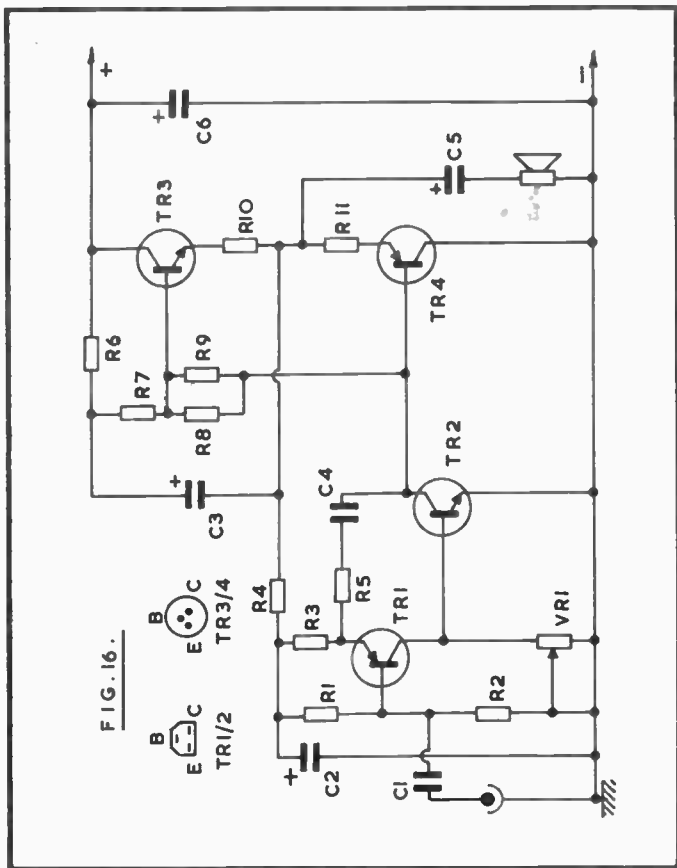 FIG. 16.
B
E C
TR1/2
B
E C
TR3/4
+
C3
R6
R7
R8
R9
TR3
+
C6
+
R4
R10
+
C2
R1
R3
C4
R11
R5
C1
TR1
TR2
TR4
+
C5
R2
VR1
−